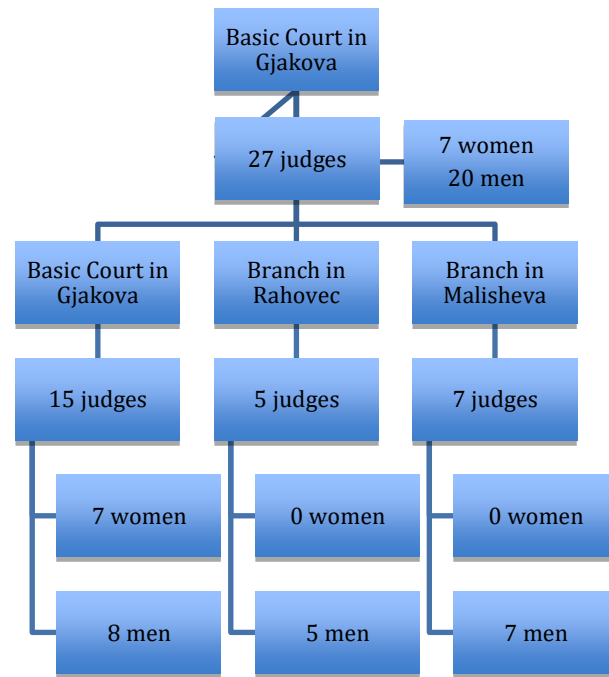 Basic Court in
Gjakova
27 judges
7 women
20 men
Basic Court in
Gjakova
Branch in
Rahovec
Branch in
Malisheva
15 judges
5 judges
7 judges
7 women
0 women
0 women
8 men
5 men
7 men